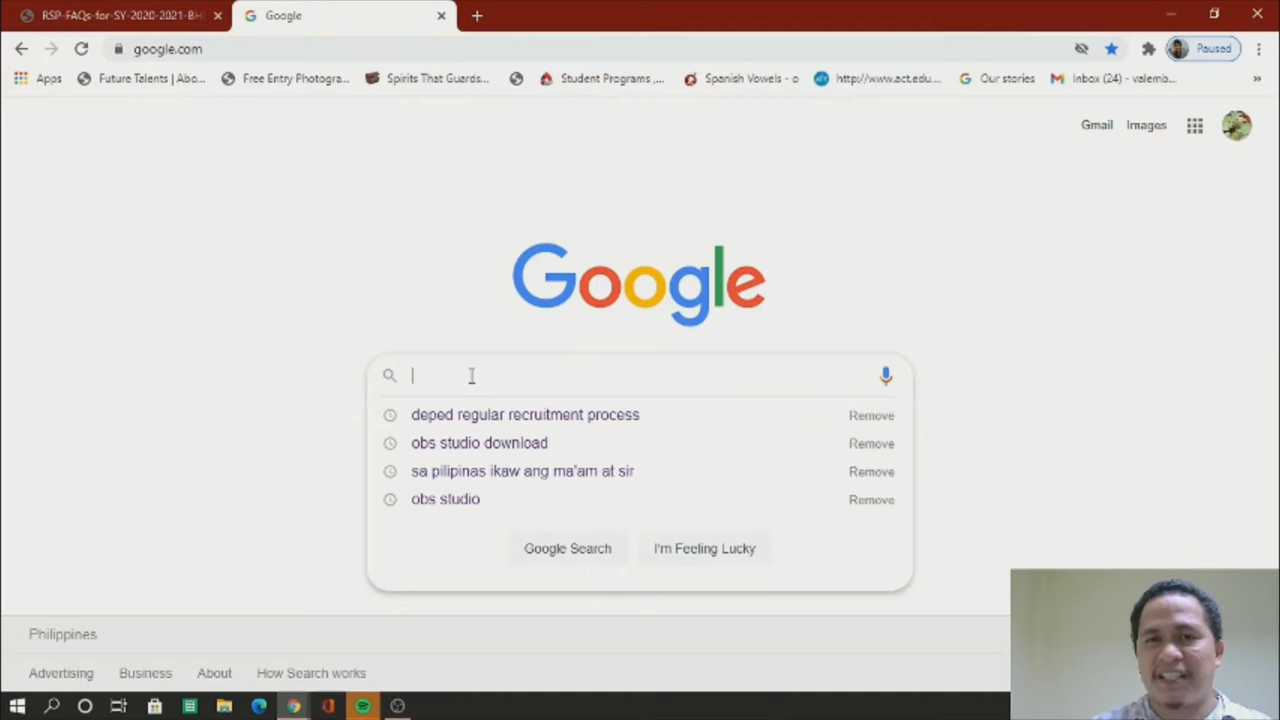 RSP-FAQs-for-SY-2020-2021-BHI
Google
google.com
Paused
Apps
Future Talents | Abo...
Free Entry Photogra...
Spirits That Guards...
Student Programs ,...
Spanish Vowels - o
http://www.act.edu....
Our stories
Inbox (24) - valemb...
Gmail
Images
Google
deped regular recruitment process
Remove
obs studio download
Remove
sa pilipinas ikaw ang ma'am at sir
Remove
obs studio
Remove
Google Search
I'm Feeling Lucky
Philippines
Advertising
Business
About
How Search works